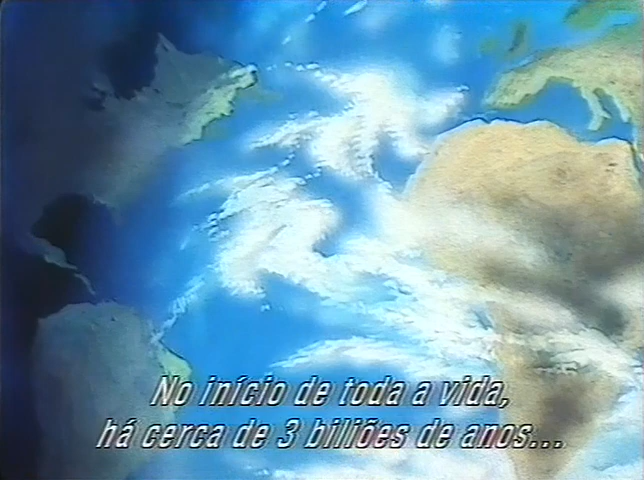 No início de toda a vida,
há cerca de 3 biliões de anos...